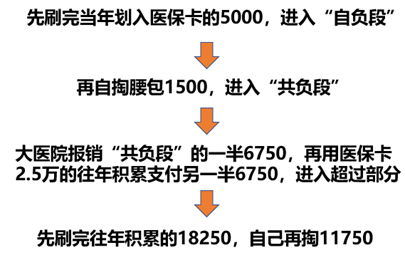 先刷完当年划入医保卡的5000，进入“自负段”
再自掏腰包1500，进入“共负段”
大医院报销“共负段”的一半6750，再用医保卡
2.5万的往年积累支付另一半6750，进入超过部分
先刷完往年积累的18250，自己再掏11750